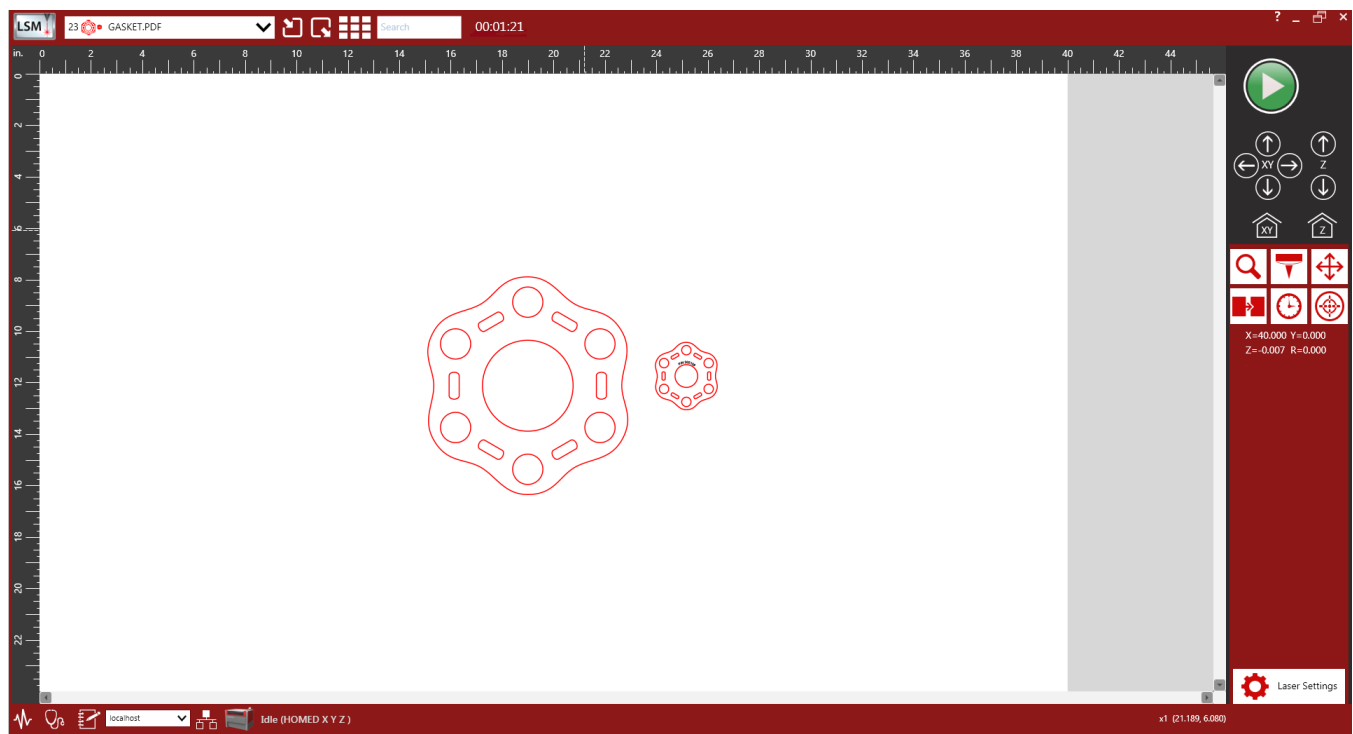 LSM
23 GASKET.PDF
Search
00:01:21
?
in. 0 2 4 6 8 10 12 14 16 18 20 22 24 26 28 30 32 34 36 38 40 42 44
0
2
4
6
8
10
12
14
16
18
20
22
XY
Z
XY
Z
X=40.000 Y=0.000
Z=-0.007 R=0.000
Laser Settings
localhost
Idle (HOMED X Y Z )
x1 (21.189, 6.080)